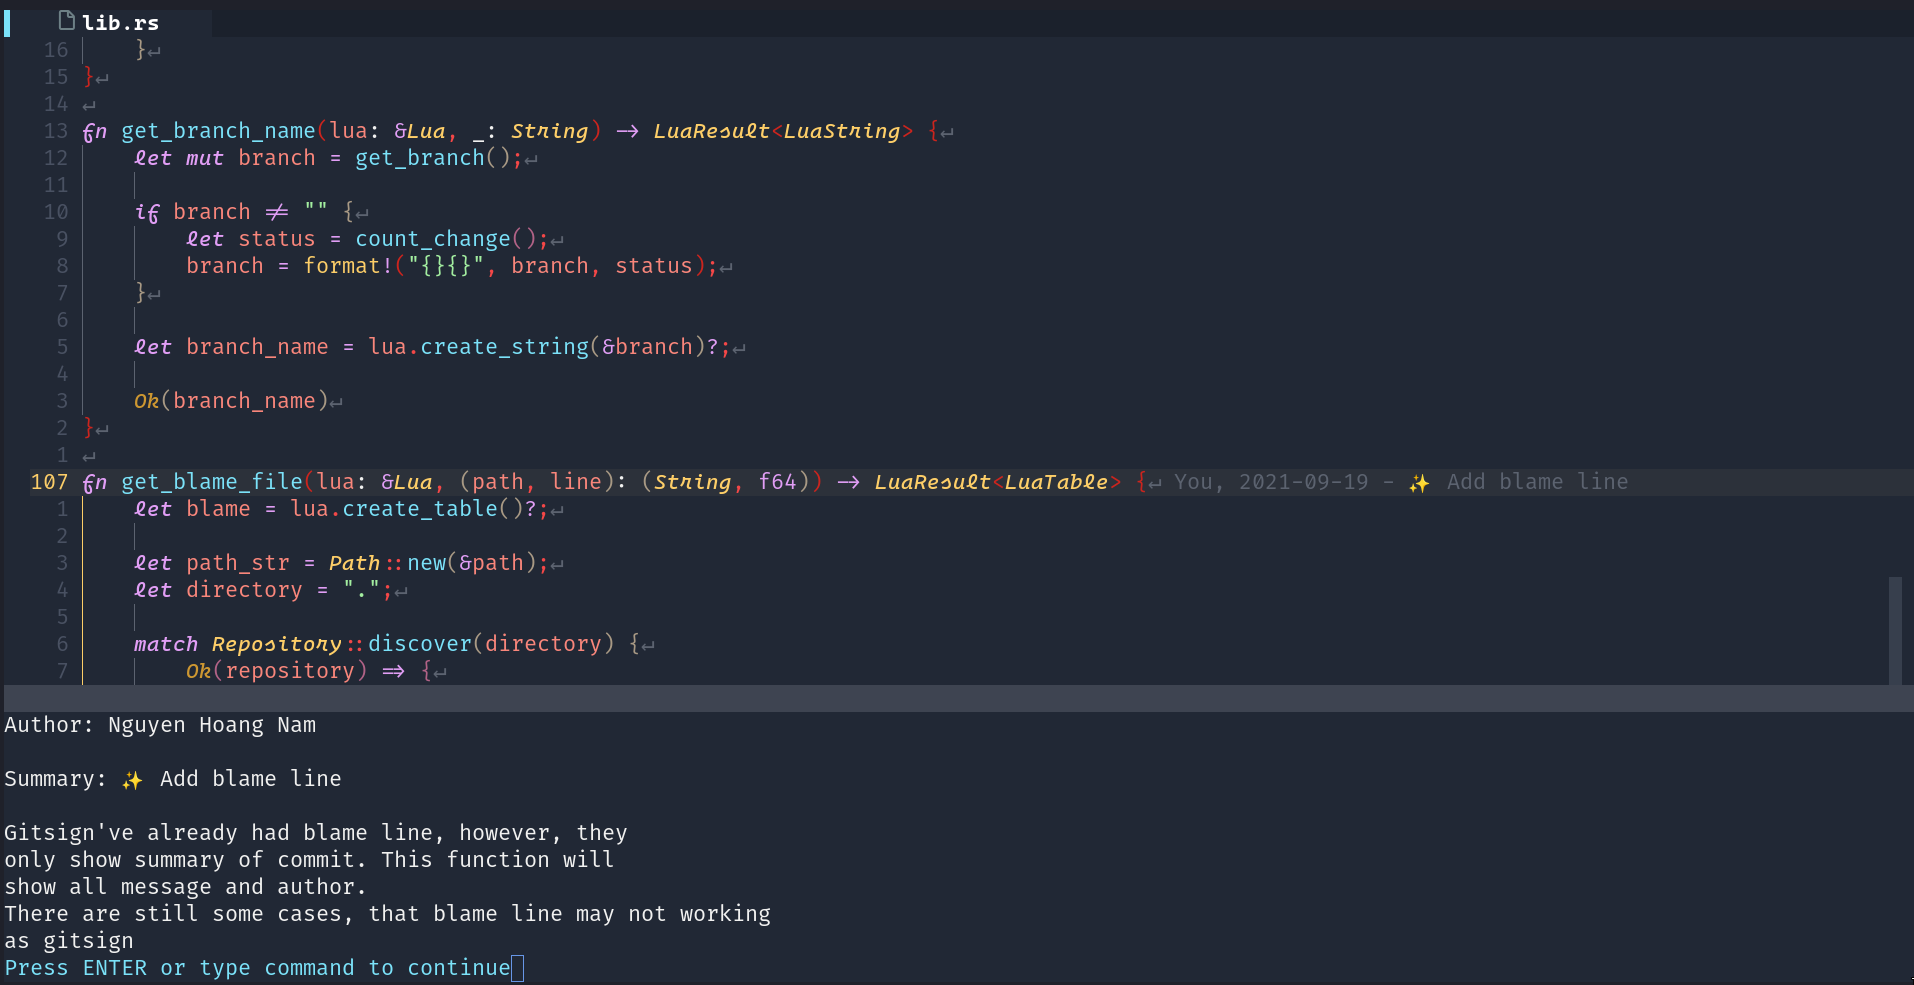 lib.rs
16 }↵
15 }↵
14 ↵
13 fn get_branch_name(lua: &Lua, _: String) -> LuaResult<LuaString> {↵
12 let mut branch = get_branch();↵
11
10 if branch != "" {↵
9 let status = count_change();↵
8 branch = format!("{}{}", branch, status);↵
7 }↵
6
5 let branch_name = lua.create_string(&branch)?;↵
4
3 Ok(branch_name)↵
2 }↵
1 ↵
107 fn get_blame_file(lua: &Lua, (path, line): (String, f64)) -> LuaResult<LuaTable> {↵ You, 2021-09-19 - ✨ Add blame line
1 let blame = lua.create_table()?;↵
2
3 let path_str = Path::new(&path);↵
4 let directory = ".";↵
5
6 match Repository::discover(directory) {↵
7 Ok(repository) => {↵
Author: Nguyen Hoang Nam
Summary: ✨ Add blame line
Gitsign've already had blame line, however, they
only show summary of commit. This function will
show all message and author.
There are still some cases, that blame line may not working
as gitsign
Press ENTER or type command to continue